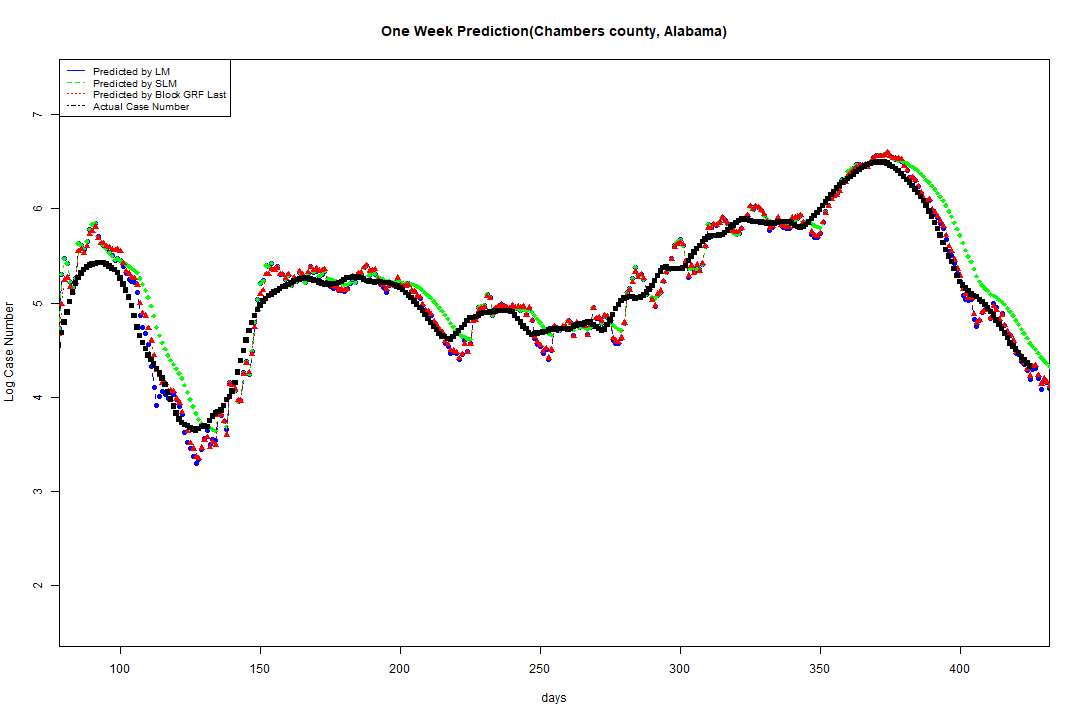 One Week Prediction(Chambers county, Alabama)
Predicted by LM
Predicted by SLM
Predicted by Block GRF Last
Actual Case Number
7
6
5
4
3
2
Log Case Number
100 150 200 250 300 350 400
days